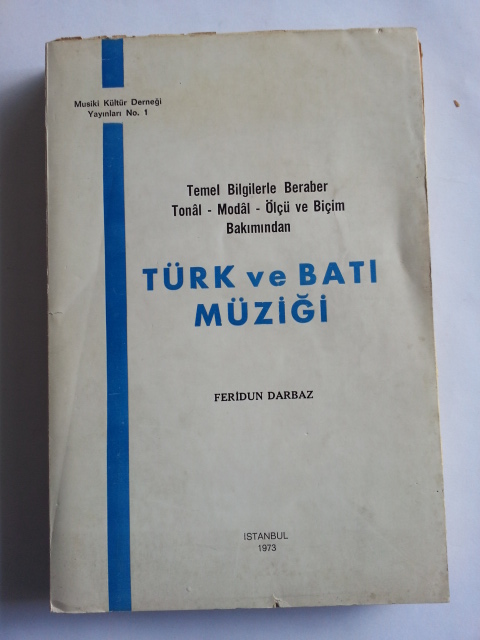 Musiki Kültür Derneği
Yayınları No. 1
Temel Bilgilerle Beraber
Tonâl - Modâl - Ölçü ve Biçim
Bakımından
TÜRK ve BATI
MÜZİĞİ
FERİDUN DARBAZ
İSTANBUL
1973